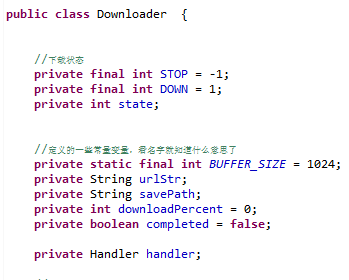 public class Downloader {
//下载状态
private final int STOP = -1;
private final int DOWN = 1;
private int state;
//定义的一些常量变量，看名字就知道什么意思了
private static final int BUFFER_SIZE = 1024;
private String urlStr;
private String savePath;
private int downloadPercent = 0;
private boolean completed = false;
private Handler handler;